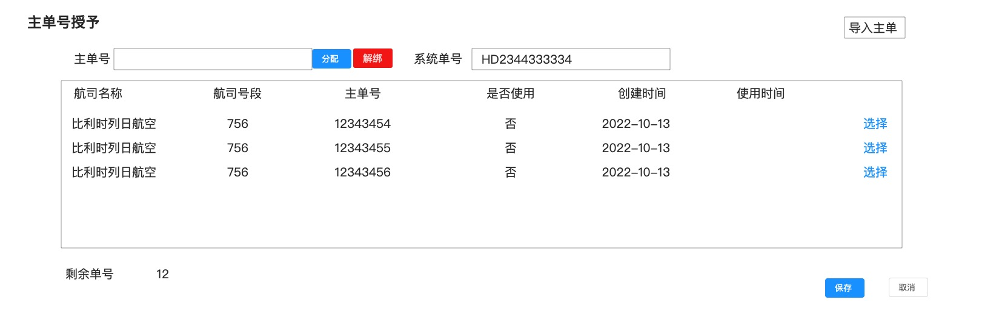 主单号授予
导入主单
主单号 分配 解绑 系统单号 HD2344333334
航司名称 航司号段 主单号 是否使用 创建时间 使用时间
比利时列日航空 756 12343454 否 2022-10-13 选择
比利时列日航空 756 12343455 否 2022-10-13 选择
比利时列日航空 756 12343456 否 2022-10-13 选择
剩余单号 12
保存 取消